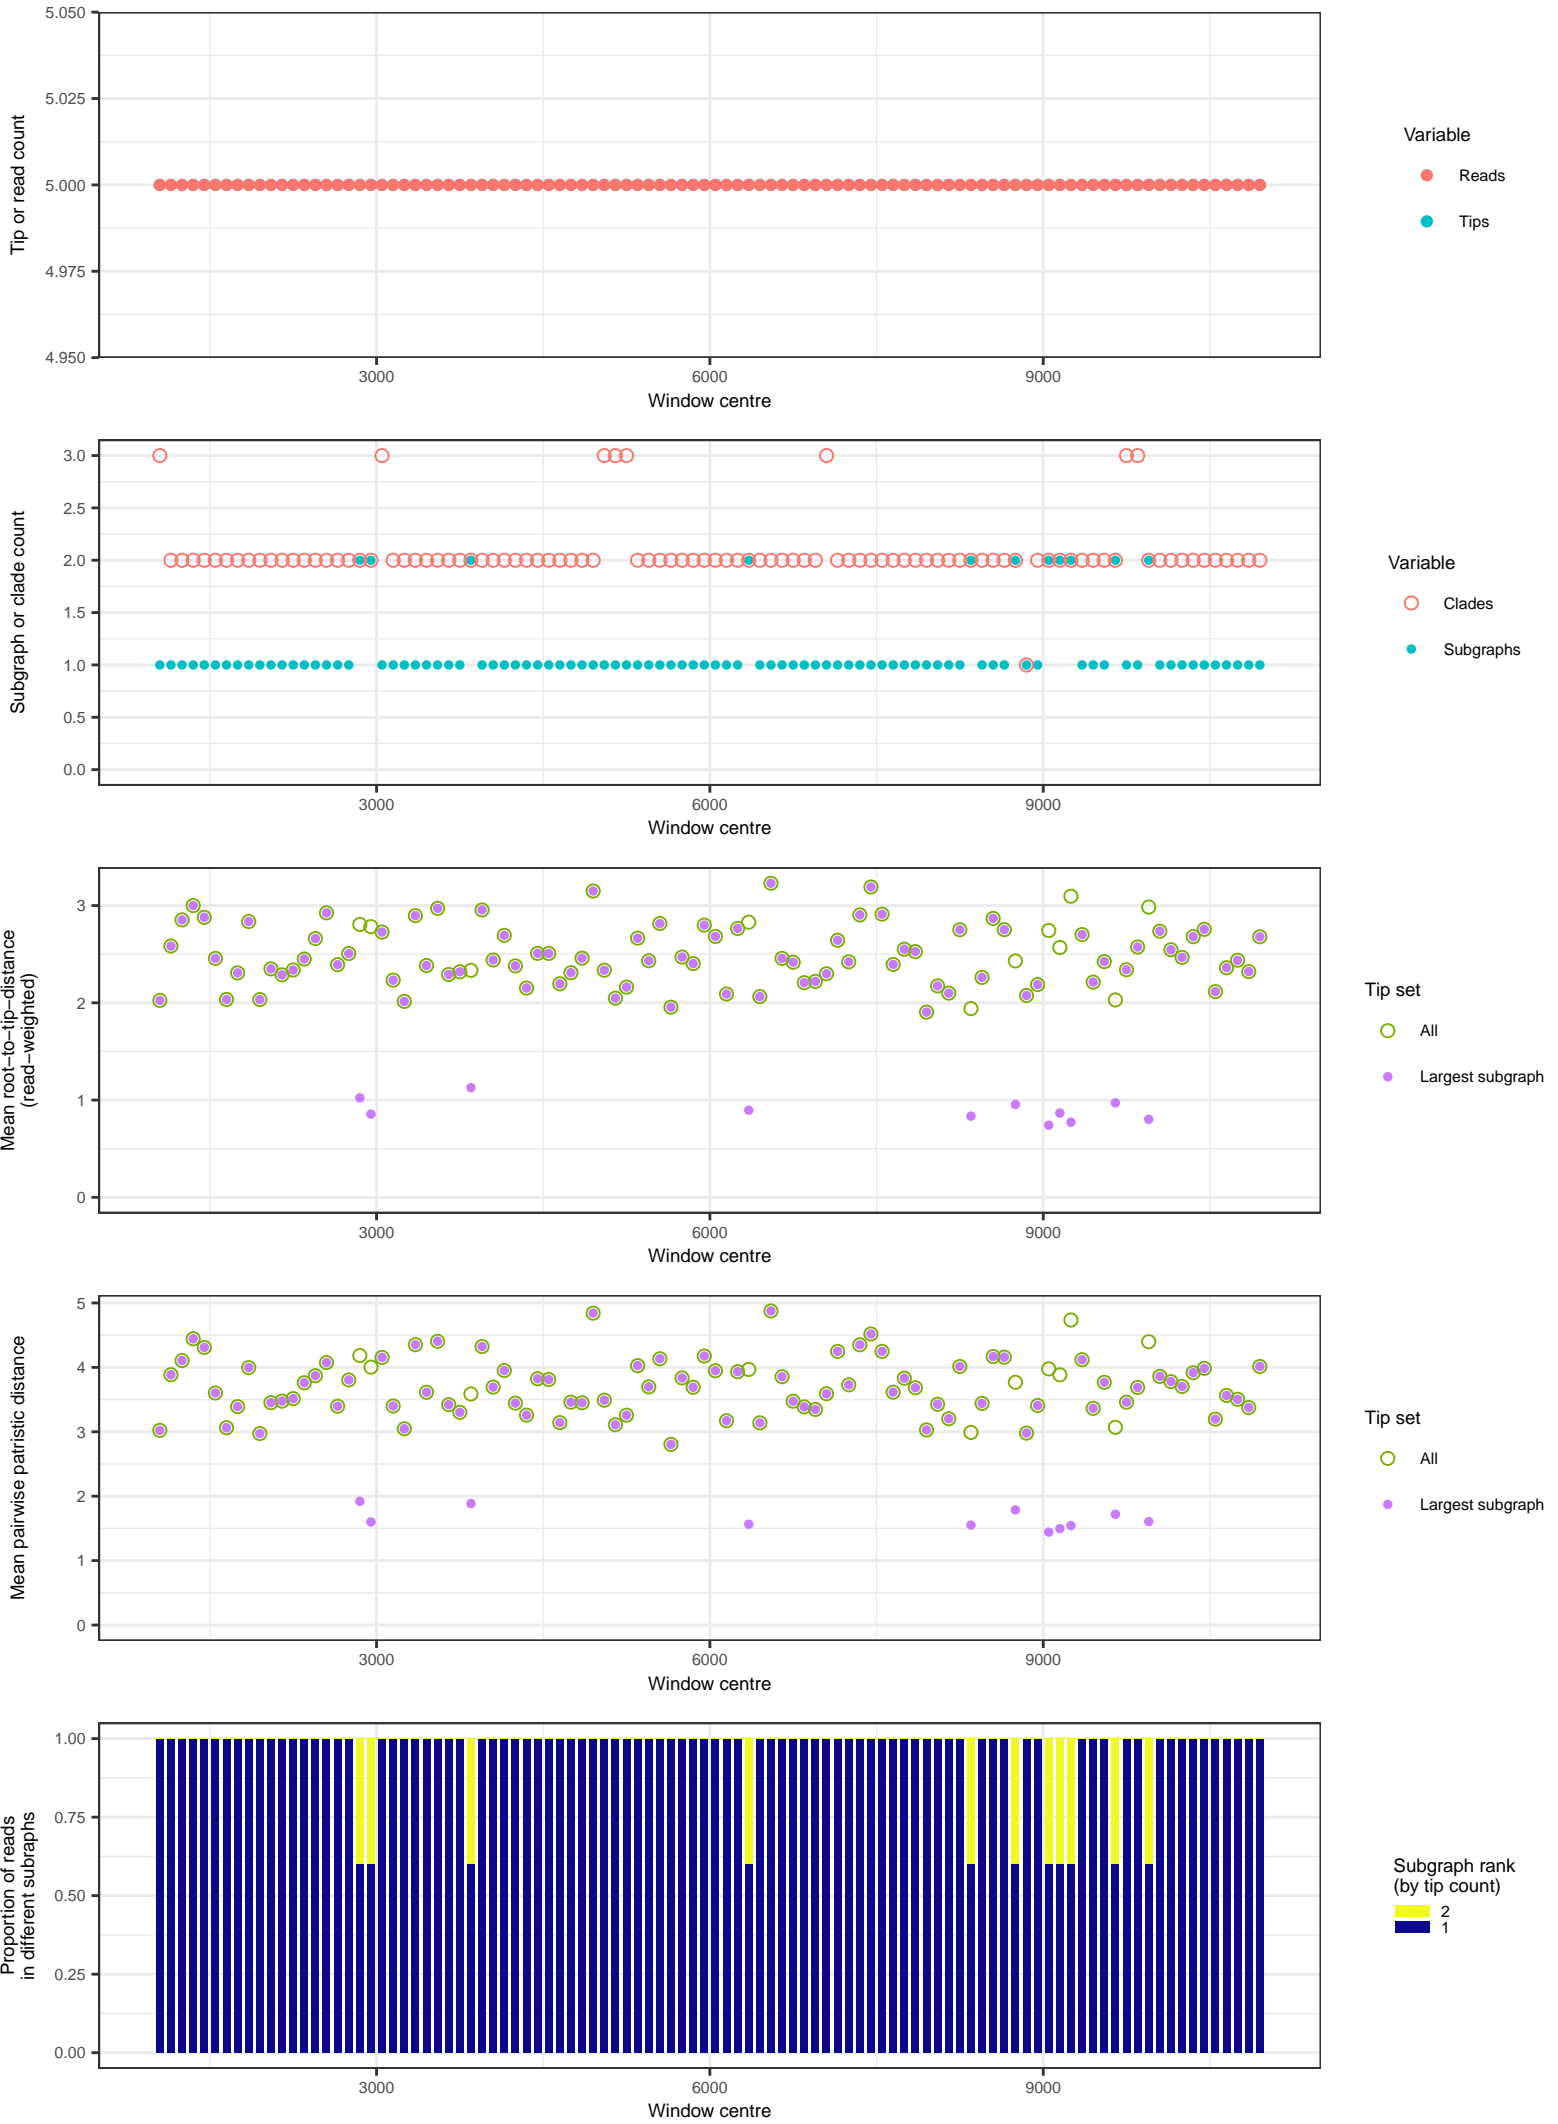 5.050
5.025
5.000
4.975
4.950
Tip or read count
3000
6000
9000
Window centre
Variable
Reads
Tips
3.0
2.5
2.0
1.5
1.0
0.5
0.0
Subgraph or clade count
3000
6000
9000
Window centre
Variable
Clades
Subgraphs
3
2
1
0
Mean root−to−tip−distance
(read−weighted)
3000
6000
9000
Window centre
Tip set
All
Largest subgraph
5
4
3
2
1
0
Mean pairwise patristic distance
3000
6000
9000
Window centre
Tip set
All
Largest subgraph
1.00
0.75
0.50
0.25
0.00
Proportion of reads
in different subraphs
3000
6000
9000
Window centre
Subgraph rank
(by tip count)
2
1